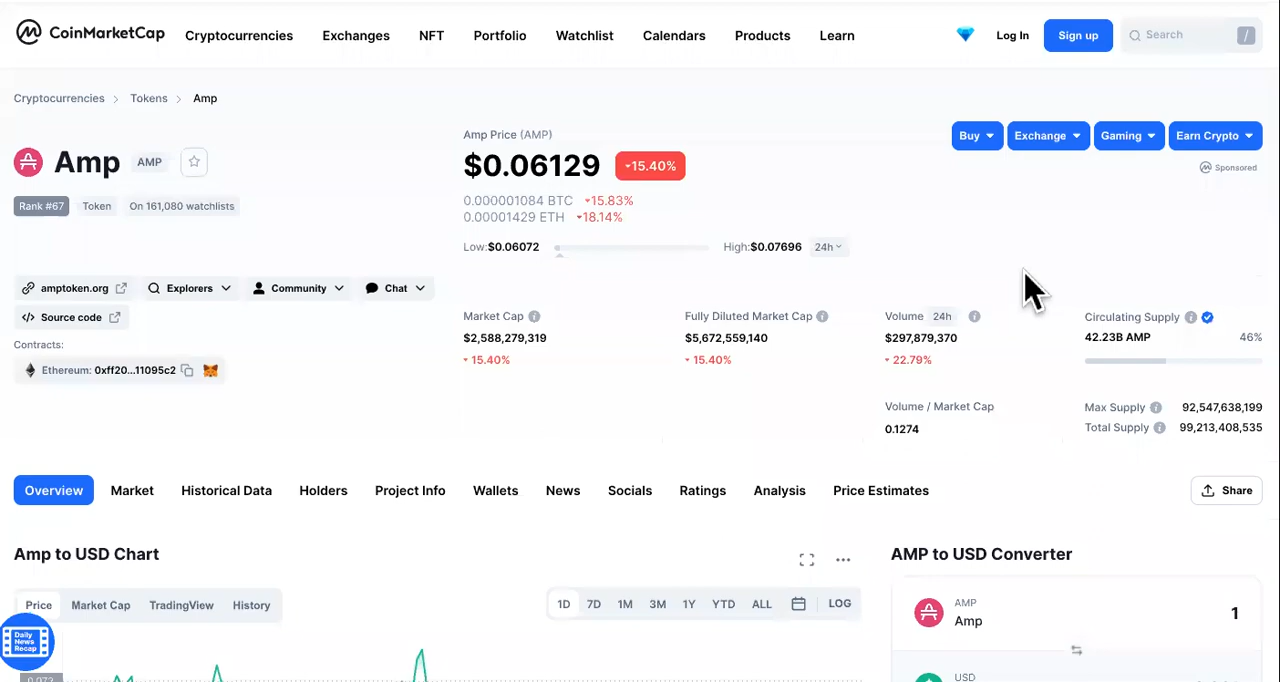 CoinMarketCap Cryptocurrencies Exchanges NFT Portfolio Watchlist Calendars Products Learn Log In Sign up Search /
Cryptocurrencies > Tokens > Amp
Amp AMP
Rank #67 Token On 161,080 watchlists
amptoken.org Explorers Community Chat
Source code
Contracts:
Ethereum: 0xff20...11095c2
Amp Price (AMP)
$0.06129 15.40%
0.000001084 BTC 15.83%
0.00001429 ETH 18.14%
Low:$0.06072 High:$0.07696 24h
Buy Exchange Gaming Earn Crypto
Sponsored
Market Cap
$2,588,279,319
15.40%
Fully Diluted Market Cap
$5,672,559,140
15.40%
Volume 24h
$297,879,370
22.79%
Volume / Market Cap
0.1274
Circulating Supply
42.23B AMP 46%
Max Supply 92,547,638,199
Total Supply 99,213,408,535
Overview Market Historical Data Holders Project Info Wallets News Socials Ratings Analysis Price Estimates Share
Amp to USD Chart
Price Market Cap TradingView History 1D 7D 1M 3M 1Y YTD ALL LOG
Daily
News
Recap
AMP to USD Converter
AMP
Amp 1
USD